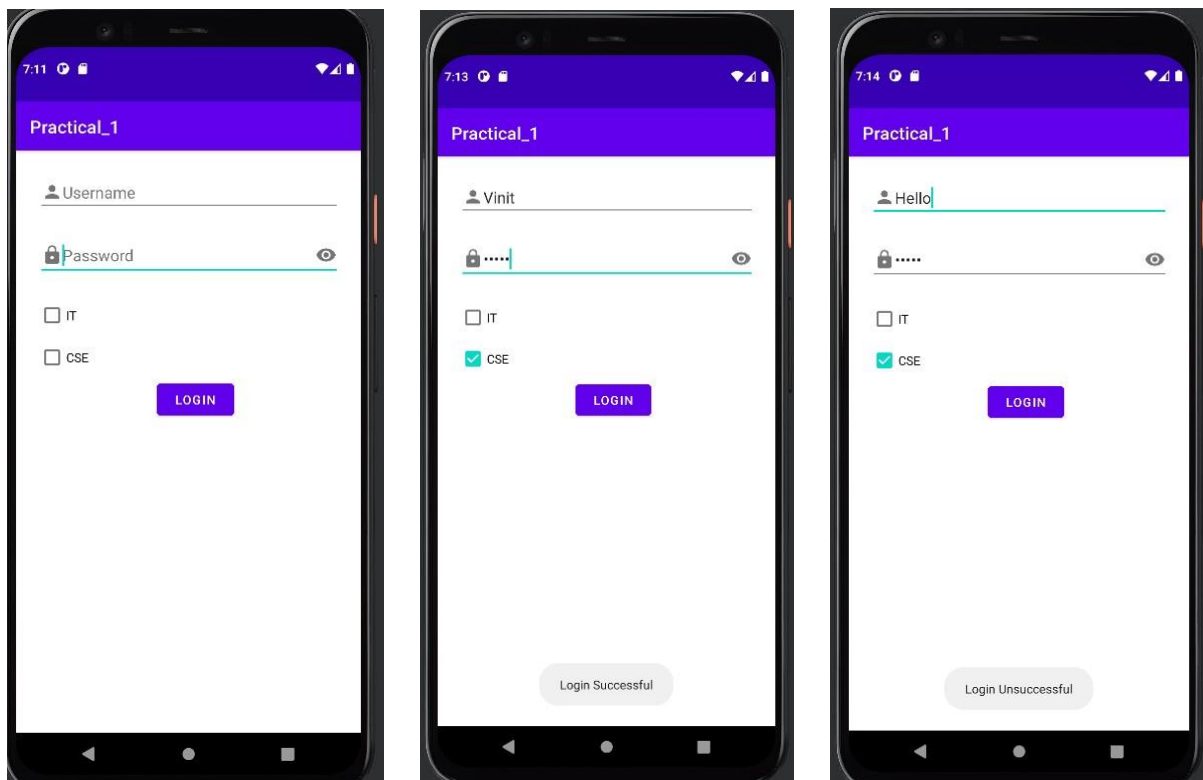 7:11
Practical_1
Username
Password
IT
CSE
LOGIN
7:13
Practical_1
Vinit
•••••
IT
CSE
LOGIN
Login Successful
7:14
Practical_1
Hello
•••••
IT
CSE
LOGIN
Login Unsuccessful